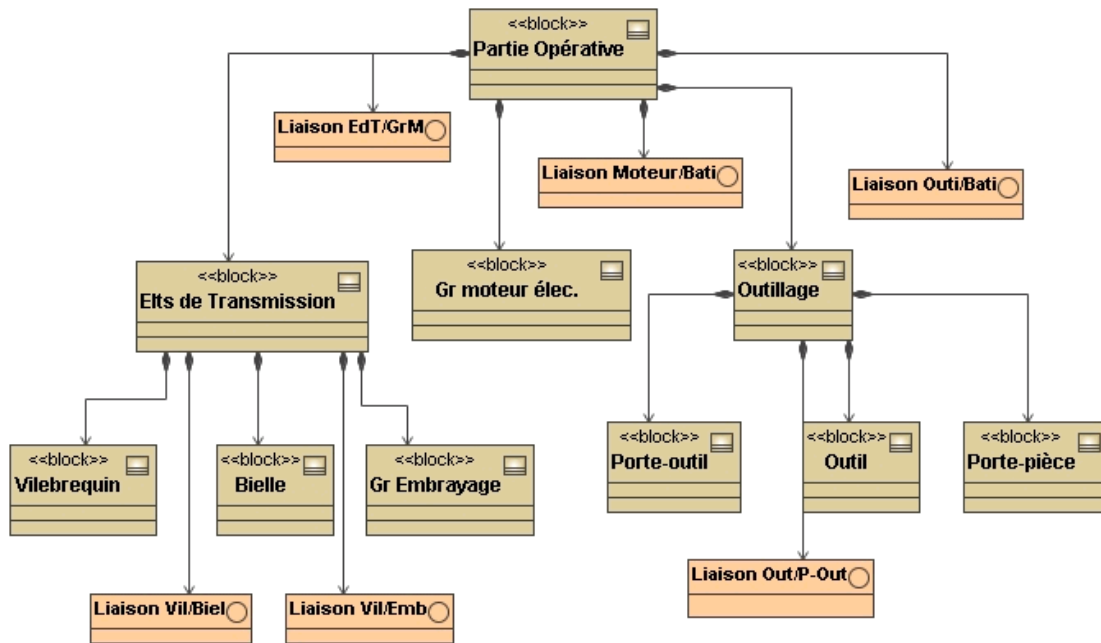 <<block>>
Partie Opérative
Liaison EdT/GrM
Liaison Moteur/Bati
Liaison Outi/Bati
<<block>>
Elts de Transmission
<<block>>
Gr moteur élec.
<<block>>
Outillage
<<block>>
Vilebrequin
<<block>>
Bielle
<<block>>
Gr Embrayage
<<block>>
Porte-outil
<<block>>
Outil
<<block>>
Porte-pièce
Liaison Out/P-Out
Liaison Vil/Biel
Liaison Vil/Emb